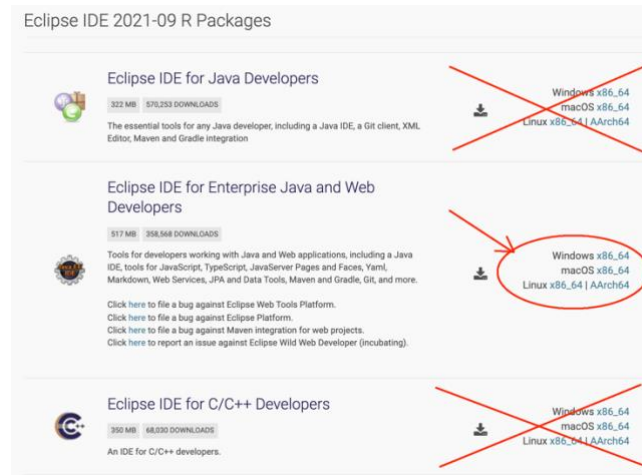 Eclipse IDE 2021-09 R Packages
Eclipse IDE for Java Developers
322 MB 570,253 DOWNLOADS
The essential tools for any Java developer, including a Java IDE, a Git client, XML
Editor, Maven and Gradle integration
Windows x86_64
macOS x86_64
Linux x86_64 | AArch64
Eclipse IDE for Enterprise Java and Web
Developers
517 MB 358,568 DOWNLOADS
Tools for developers working with Java and Web applications, including a Java
IDE, tools for JavaScript, TypeScript, JavaServer Pages and Faces, Yaml,
Markdown, Web Services, JPA and Data Tools, Maven and Gradle, Git, and more.
Click here to file a bug against Eclipse Web Tools Platform.
Click here to file a bug against Eclipse Platform.
Click here to file a bug against Maven integration for web projects.
Click here to report an issue against Eclipse Wild Web Developer (incubating).
Windows x86_64
macOS x86_64
Linux x86_64 | AArch64
Eclipse IDE for C/C++ Developers
350 MB 68,030 DOWNLOADS
An IDE for C/C++ developers.
Windows x86_64
macOS x86_64
Linux x86_64 | AArch64